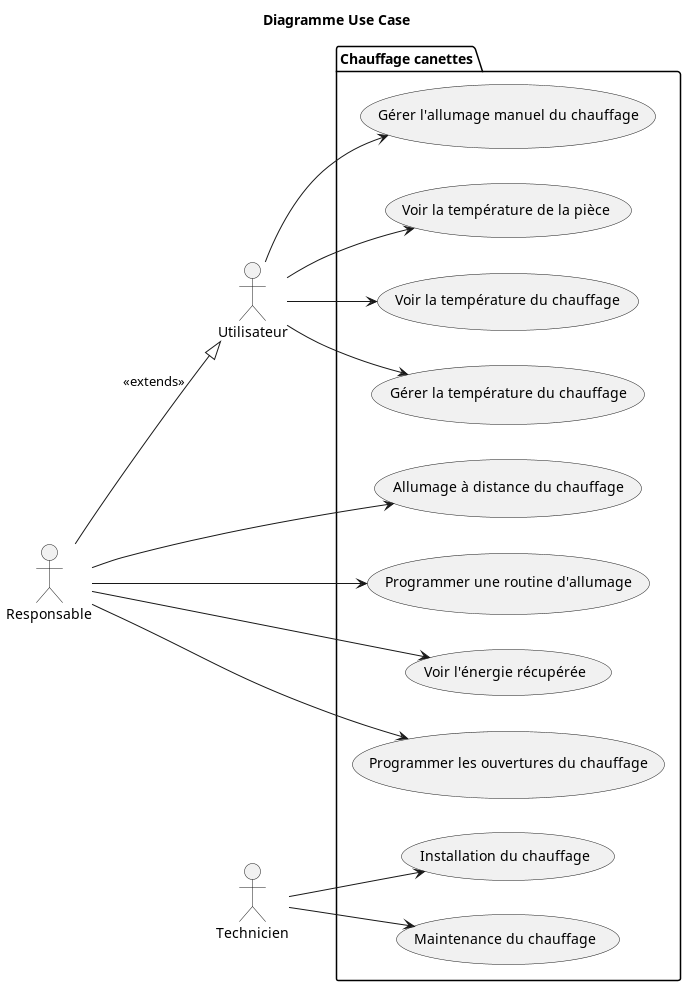 Diagramme Use Case
Chauffage canettes
Gérer l'allumage manuel du chauffage
Voir la température de la pièce
Voir la température du chauffage
Utilisateur
«extends»
Gérer la température du chauffage
Allumage à distance du chauffage
Programmer une routine d'allumage
Responsable
Voir l'énergie récupérée
Programmer les ouvertures du chauffage
Installation du chauffage
Technicien
Maintenance du chauffage